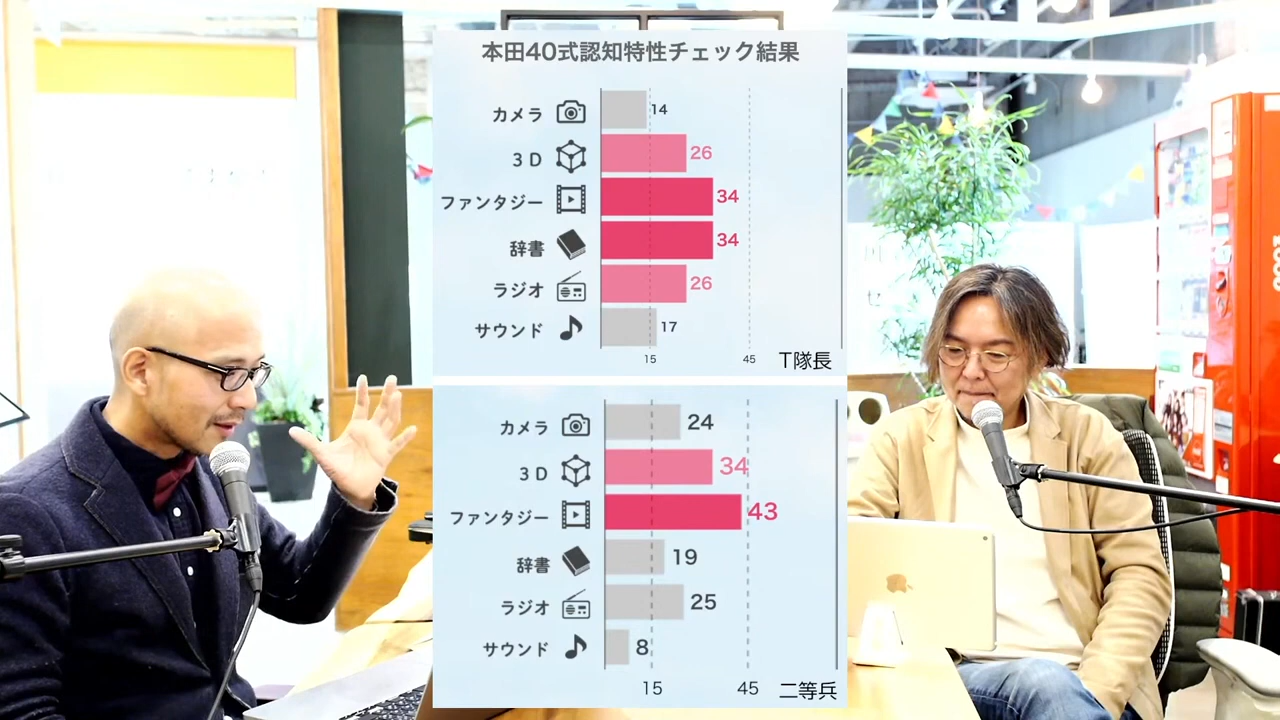 本田40式認知特性チェック結果
カメラ 14
3D 26
ファンタジー 34
辞書 34
ラジオ 26
サウンド 17
15 45 T隊長
カメラ 24
3D 34
ファンタジー 43
辞書 19
ラジオ 25
サウンド 8
15 45 二等兵